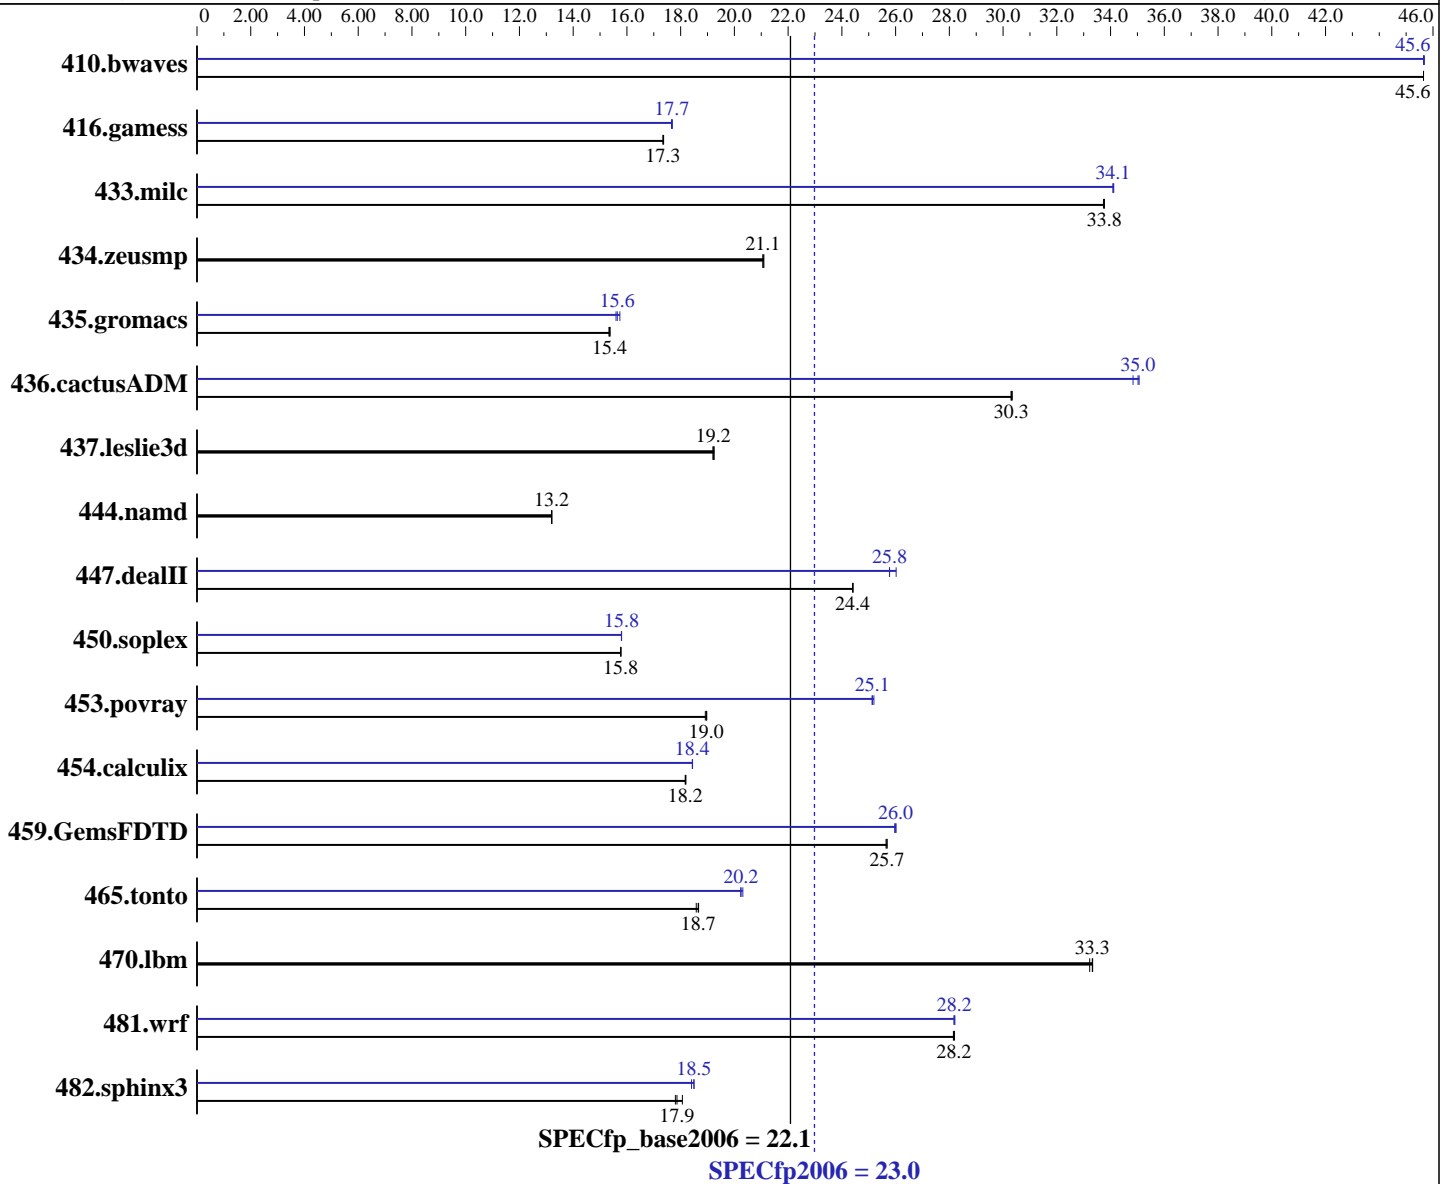 0 2.00 4.00 6.00 8.00 10.0 12.0 14.0 16.0 18.0 20.0 22.0 24.0 26.0 28.0 30.0 32.0 34.0 36.0 38.0 40.0 42.0 46.0
45.6
410.bwaves
45.6
17.7
416.gamess
17.3
34.1
433.milc
33.8
21.1
434.zeusmp
15.6
435.gromacs
15.4
35.0
436.cactusADM
30.3
19.2
437.leslie3d
13.2
444.namd
25.8
447.dealII
24.4
15.8
450.soplex
15.8
25.1
453.povray
19.0
18.4
454.calculix
18.2
26.0
459.GemsFDTD
25.7
20.2
465.tonto
18.7
33.3
470.lbm
28.2
481.wrf
28.2
18.5
482.sphinx3
17.9
SPECfp_base2006 = 22.1
SPECfp2006 = 23.0